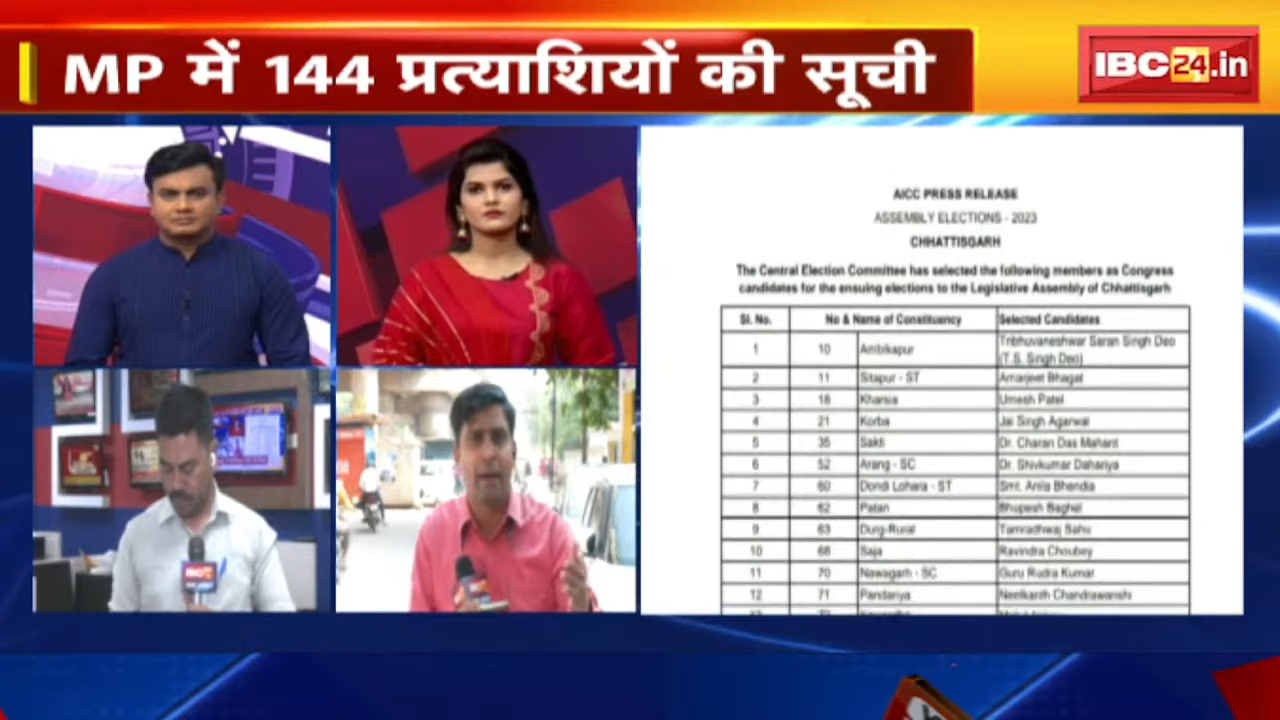 MP में 144 प्रत्याशियों की सूची
IBC24.in
AICC PRESS RELEASE
ASSEMBLY ELECTIONS - 2023
CHHATTISGARH
The Central Election Committee has selected the following members as Congress
candidates for the ensuing elections to the Legislative Assembly of Chhattisgarh
Sl. No. No & Name of Constituency Selected Candidates
1 10 Ambikapur Tribhuvaneshwar Saran Singh Deo
(T.S. Singh Deo)
2 11 Sitapur - ST Amarjeet Bhagat
3 18 Kharsia Umesh Patel
4 21 Korba Jai Singh Agarwal
5 35 Sakti Dr. Charan Das Mahant
6 52 Arang - SC Dr. Shivkumar Dahariya
7 60 Dondi Lohara - ST Smt. Anila Bhendia
8 62 Patan Bhupesh Baghel
9 63 Durg-Rural Tamradhwaj Sahu
10 68 Saja Ravindra Choubey
11 70 Nawagarh - SC Guru Rudra Kumar
12 71 Pandariya Neelkanth Chandrawanshi